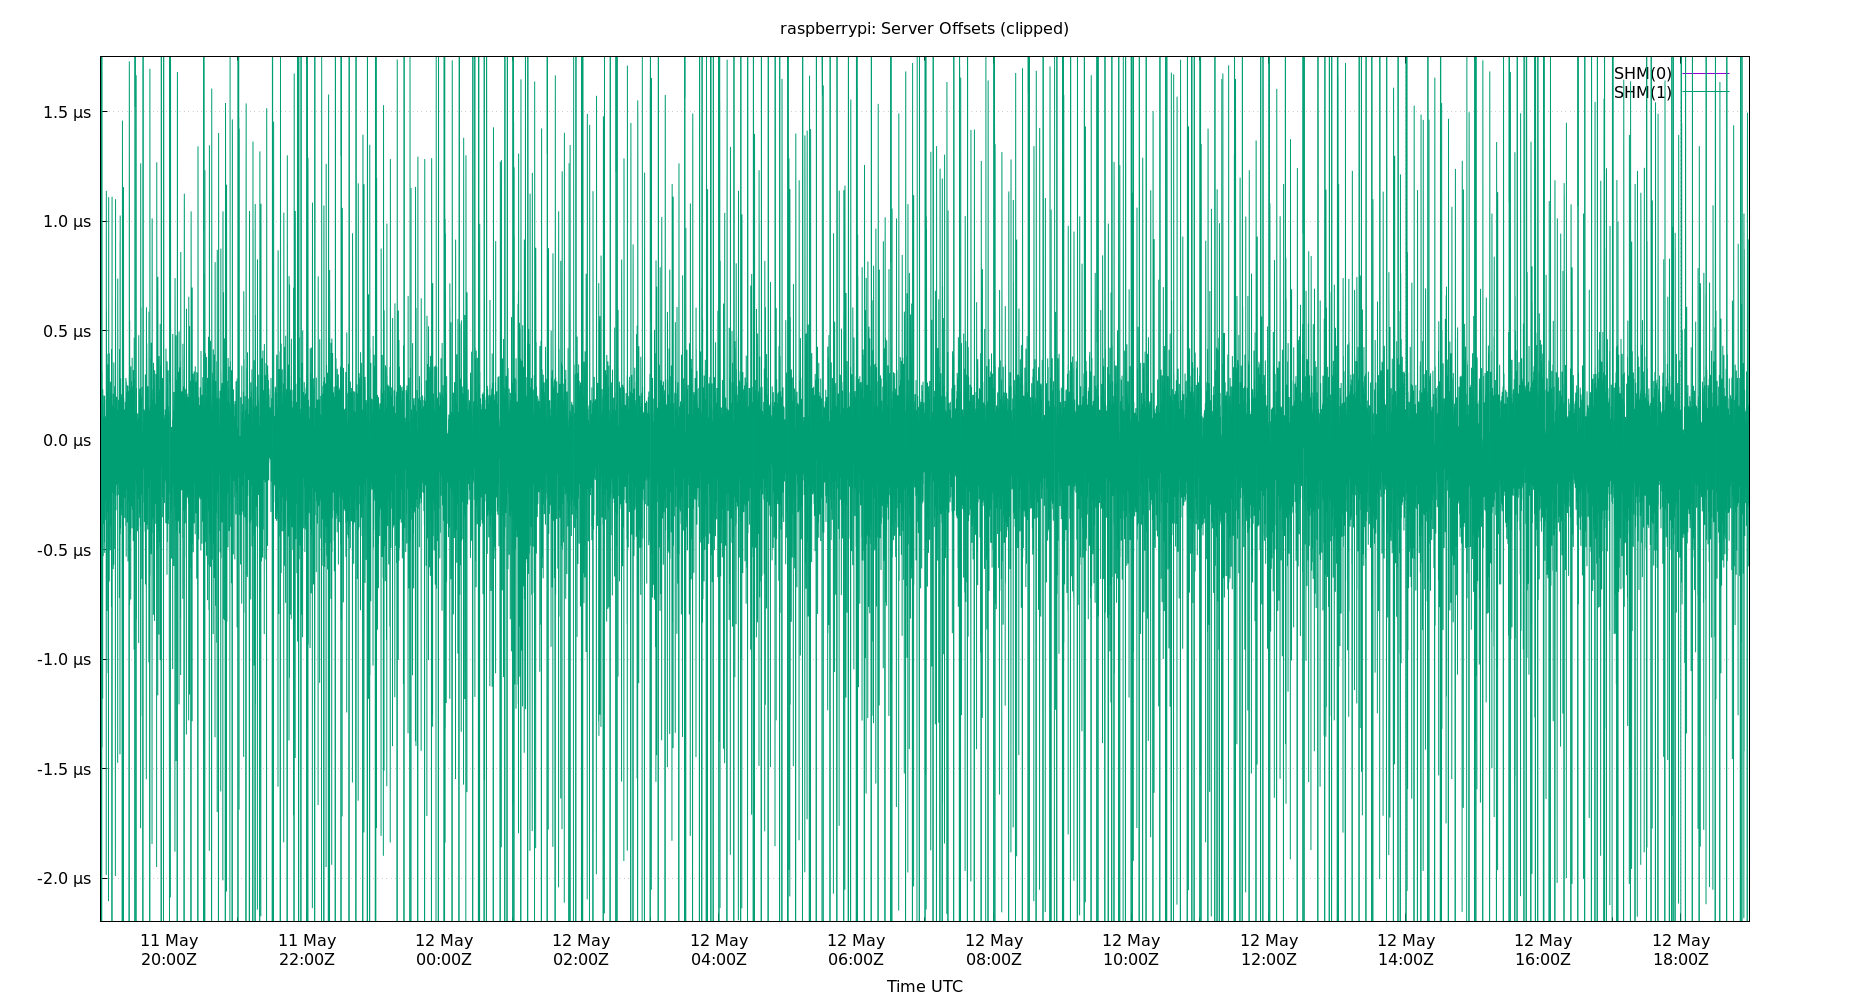 raspberrypi: Server Offsets (clipped)
SHM(0)
SHM(1)
1.5 μs
1.0 μs
0.5 μs
0.0 μs
-0.5 μs
-1.0 μs
-1.5 μs
-2.0 μs
11 May 11 May 12 May 12 May 12 May 12 May 12 May 12 May 12 May 12 May 12 May 12 May
20:00Z 22:00Z 00:00Z 02:00Z 04:00Z 06:00Z 08:00Z 10:00Z 12:00Z 14:00Z 16:00Z 18:00Z
Time UTC